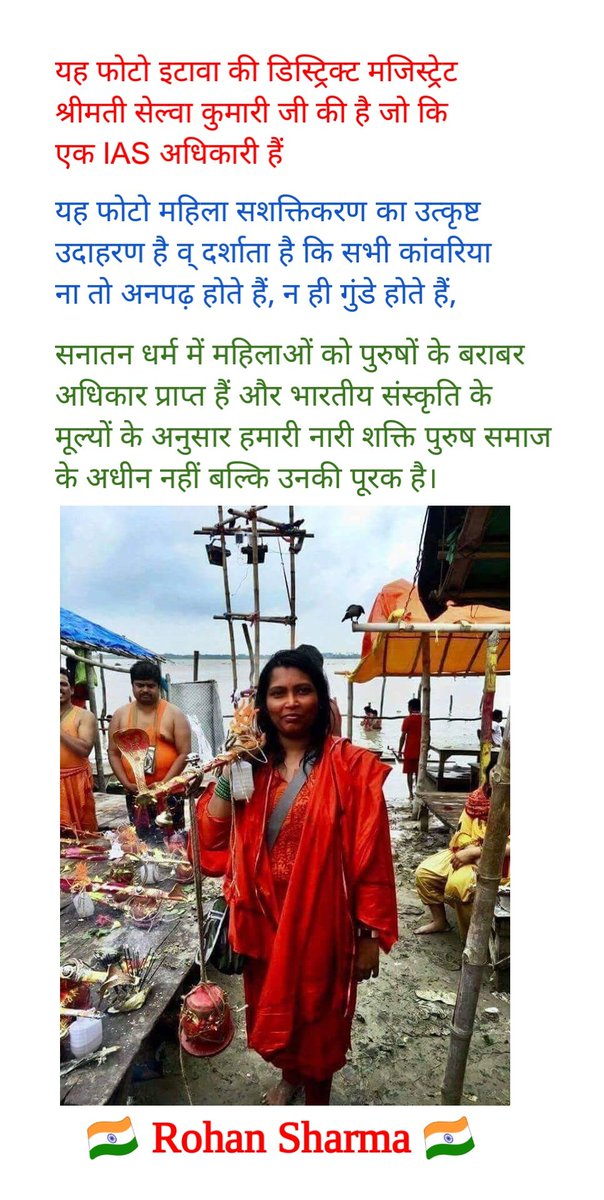 यह फोटो इटावा की डिस्ट्रिक्ट मजिस्ट्रेट
श्रीमती सेल्वा कुमारी जी की है जो कि
एक IAS अधिकारी हैं
यह फोटो महिला सशक्तिकरण का उत्कृष्ट
उदाहरण है व् दर्शाता है कि सभी कांवरिया
ना तो अनपढ़ होते हैं, न ही गुंडे होते हैं,
सनातन धर्म में महिलाओं को पुरुषों के बराबर
अधिकार प्राप्त हैं और भारतीय संस्कृति के
मूल्यों के अनुसार हमारी नारी शक्ति पुरुष समाज
के अधीन नहीं बल्कि उनकी पूरक है।
🇮🇳 Rohan Sharma 🇮🇳